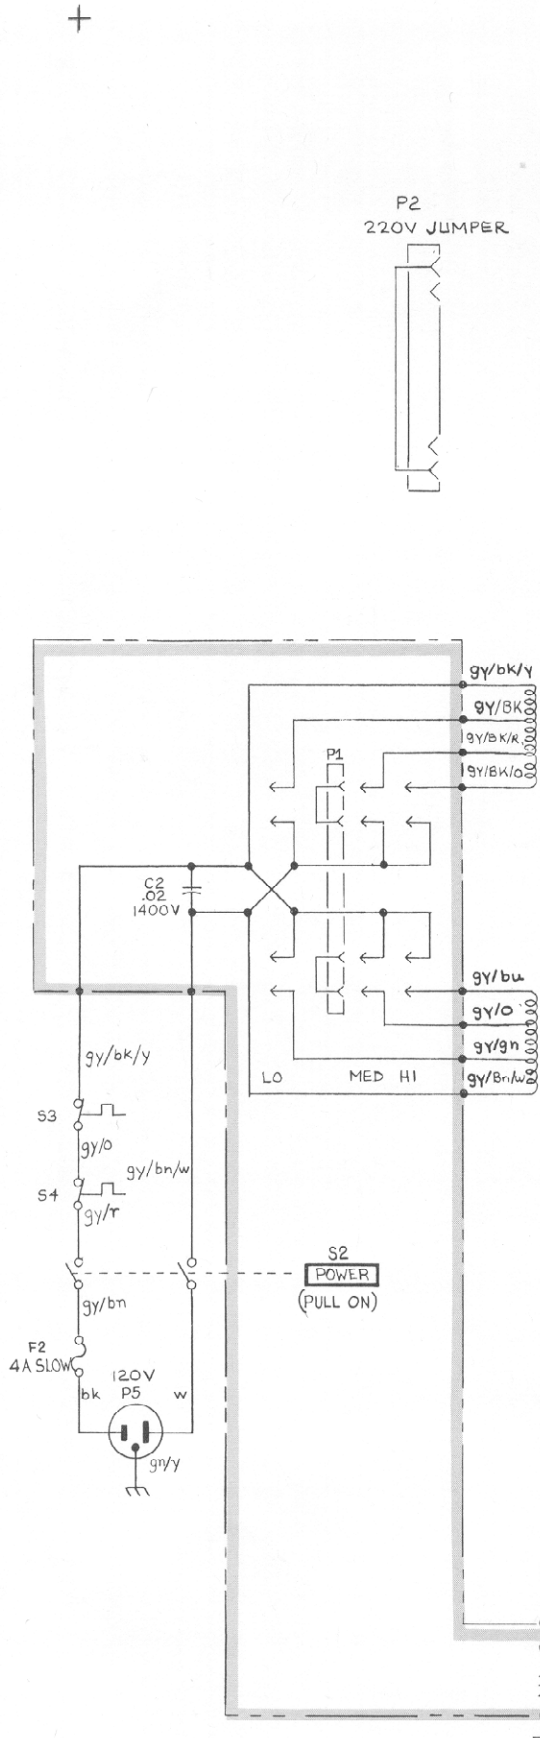 P2
220V JUMPER
gy/bk/y
gy/BK
P1
gy/BK/R
gy/BK/O
C2
.02
1400V
gy/bu
gy/o
gy/gn
gy/Bn/w
LO
MED
HI
gy/bk/y
S3
gy/o
gy/bn/w
S4
gy/r
S2
POWER
(PULL ON)
gy/bn
F2
4A SLOW
120V
P5
bk
w
gn/y